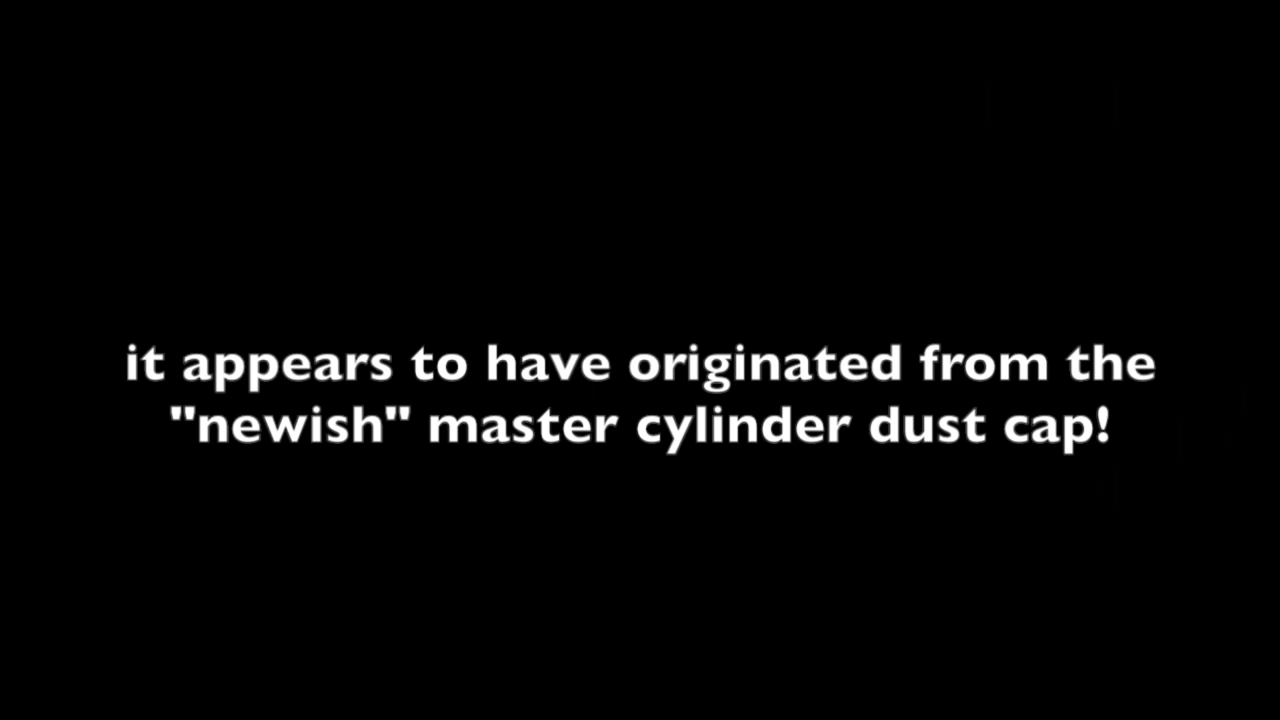 it appears to have originated from the
"newish" master cylinder dust cap!